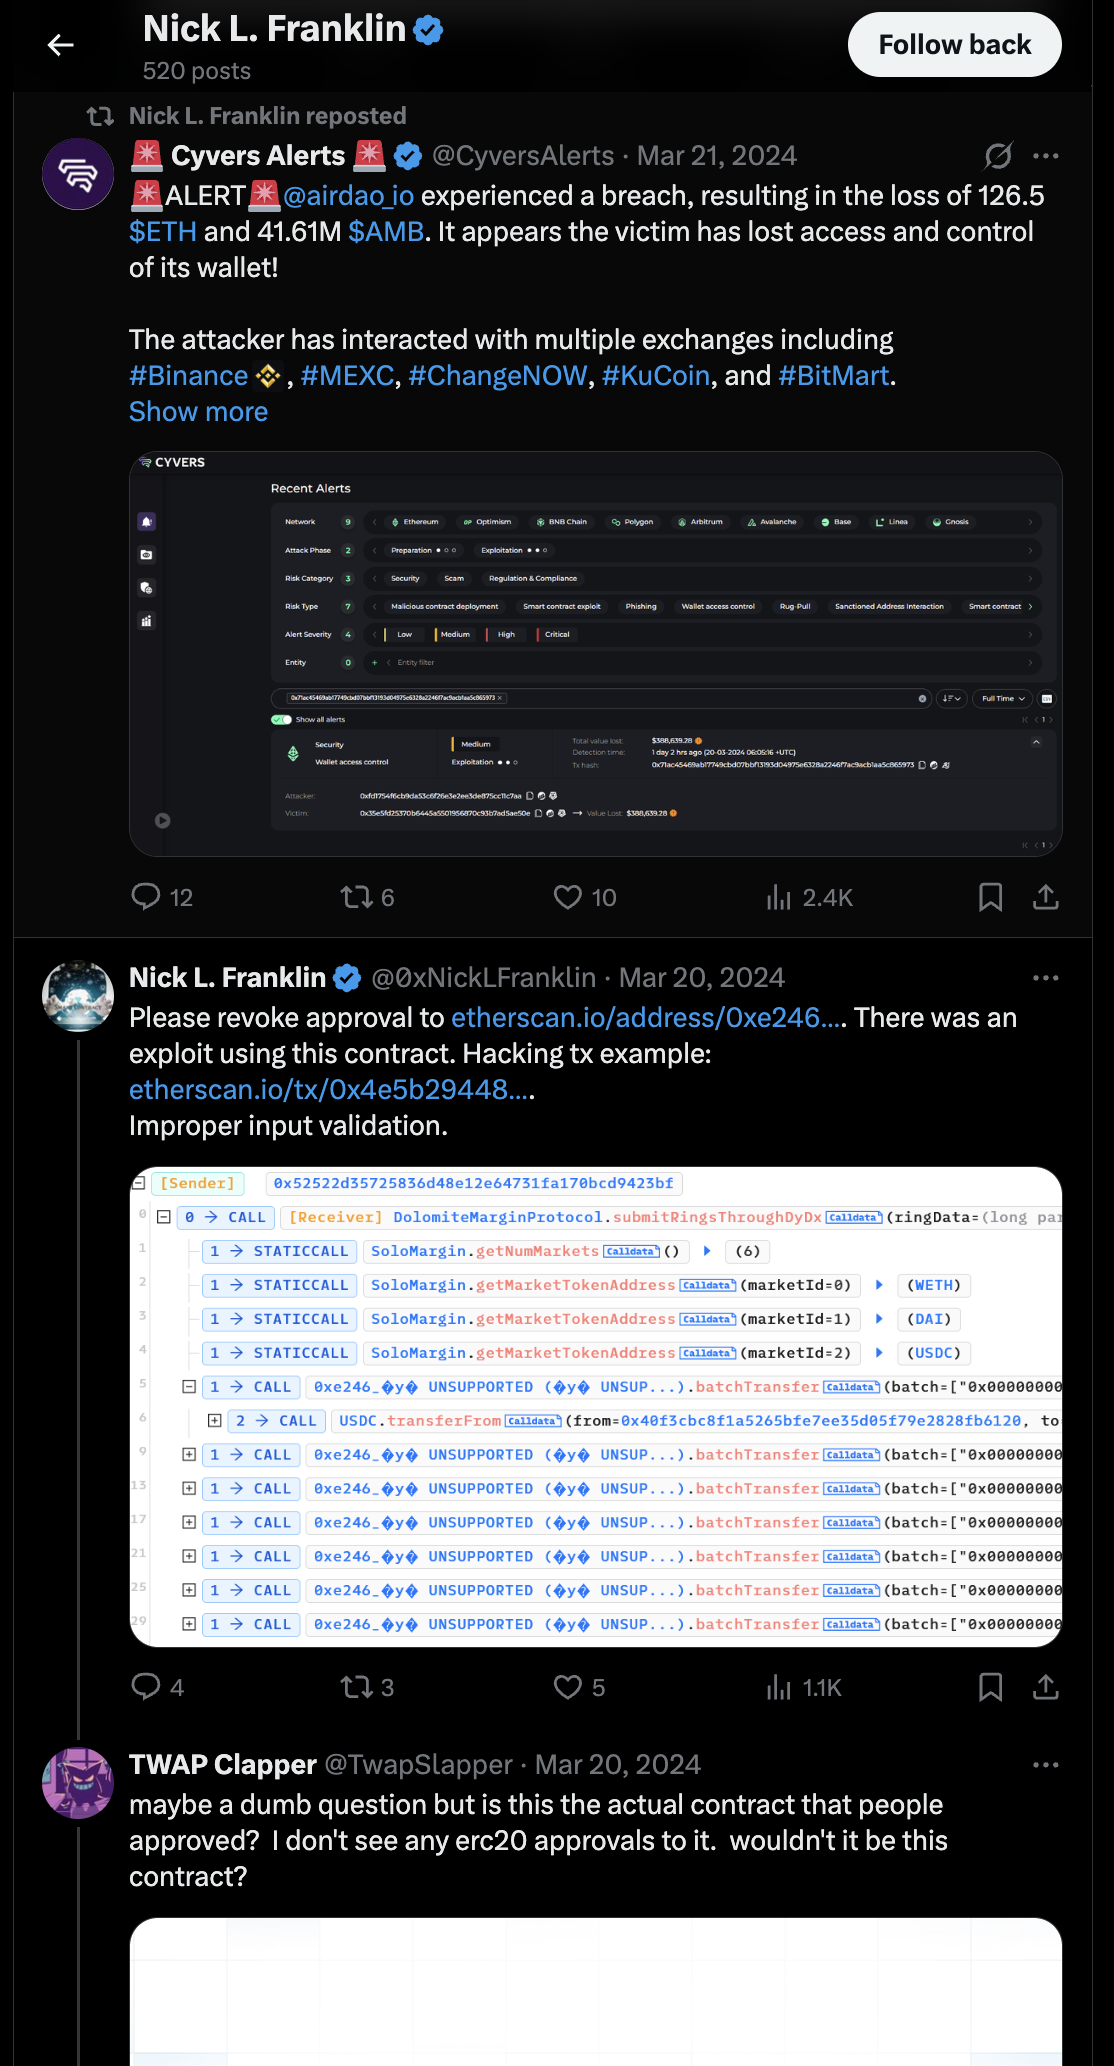 Nick L. Franklin
520 posts
Follow back
Nick L. Franklin reposted
🚨 Cyvers Alerts 🚨 @CyversAlerts · Mar 21, 2024
🚨ALERT🚨@airdao_io experienced a breach, resulting in the loss of 126.5
$ETH and 41.61M $AMB. It appears the victim has lost access and control
of its wallet!
The attacker has interacted with multiple exchanges including
#Binance , #MEXC, #ChangeNOW, #KuCoin, and #BitMart.
Show more
CYVERS
Recent Alerts
Network 9 Ethereum Optimism BNB Chain Polygon Arbitrum Avalanche Base Linea Gnosis
Attack Phase 2 Preparation Exploitation
Risk Category 3 Security Scam Regulation & Compliance
Risk Type 7 Malicious contract deployment Smart contract exploit Phishing Wallet access control Rug-Pull Sanctioned Address Interaction Smart contract
Alert Severity 4 Low Medium High Critical
Entity 0 + Entity filter
Full Time
Show all alerts
1
Security Medium Total value lost: $388,639.28
Detection time: 1 day 2 hrs ago (20-03-2024 06:05:16 +UTC)
Wallet access control Exploitation Tx hash:
Attacker:
Victim: Value Lost: $388,639.28
1
12 6 10 2.4K
Nick L. Franklin @0xNickLFranklin · Mar 20, 2024
Please revoke approval to etherscan.io/address/0xe246.... There was an
exploit using this contract. Hacking tx example:
etherscan.io/tx/0x4e5b29448....
Improper input validation.
[Sender] 0x52522d35725836d48e12e64731fa170bcd9423bf
0 0 → CALL [Receiver] DolomiteMarginProtocol.submitRingsThroughDyDx Calldata (ringData=(long par
1 1 → STATICCALL SoloMargin.getNumMarkets Calldata () ▶ (6)
2 1 → STATICCALL SoloMargin.getMarketTokenAddress Calldata (marketId=0) ▶ (WETH)
3 1 → STATICCALL SoloMargin.getMarketTokenAddress Calldata (marketId=1) ▶ (DAI)
4 1 → STATICCALL SoloMargin.getMarketTokenAddress Calldata (marketId=2) ▶ (USDC)
5 1 → CALL 0xe246_�y� UNSUPPORTED (�y� UNSUP...).batchTransfer Calldata (batch=["0x00000000
6 2 → CALL USDC.transferFrom Calldata (from=0x40f3cbc8f1a5265bfe7ee35d05f79e2828fb6120, to
9 1 → CALL 0xe246_�y� UNSUPPORTED (�y� UNSUP...).batchTransfer Calldata (batch=["0x00000000
13 1 → CALL 0xe246_�y� UNSUPPORTED (�y� UNSUP...).batchTransfer Calldata (batch=["0x00000000
17 1 → CALL 0xe246_�y� UNSUPPORTED (�y� UNSUP...).batchTransfer Calldata (batch=["0x00000000
21 1 → CALL 0xe246_�y� UNSUPPORTED (�y� UNSUP...).batchTransfer Calldata (batch=["0x00000000
25 1 → CALL 0xe246_�y� UNSUPPORTED (�y� UNSUP...).batchTransfer Calldata (batch=["0x00000000
29 1 → CALL 0xe246_�y� UNSUPPORTED (�y� UNSUP...).batchTransfer Calldata (batch=["0x00000000
4 3 5 1.1K
TWAP Clapper @TwapSlapper · Mar 20, 2024
maybe a dumb question but is this the actual contract that people
approved? I don't see any erc20 approvals to it. wouldn't it be this
contract?